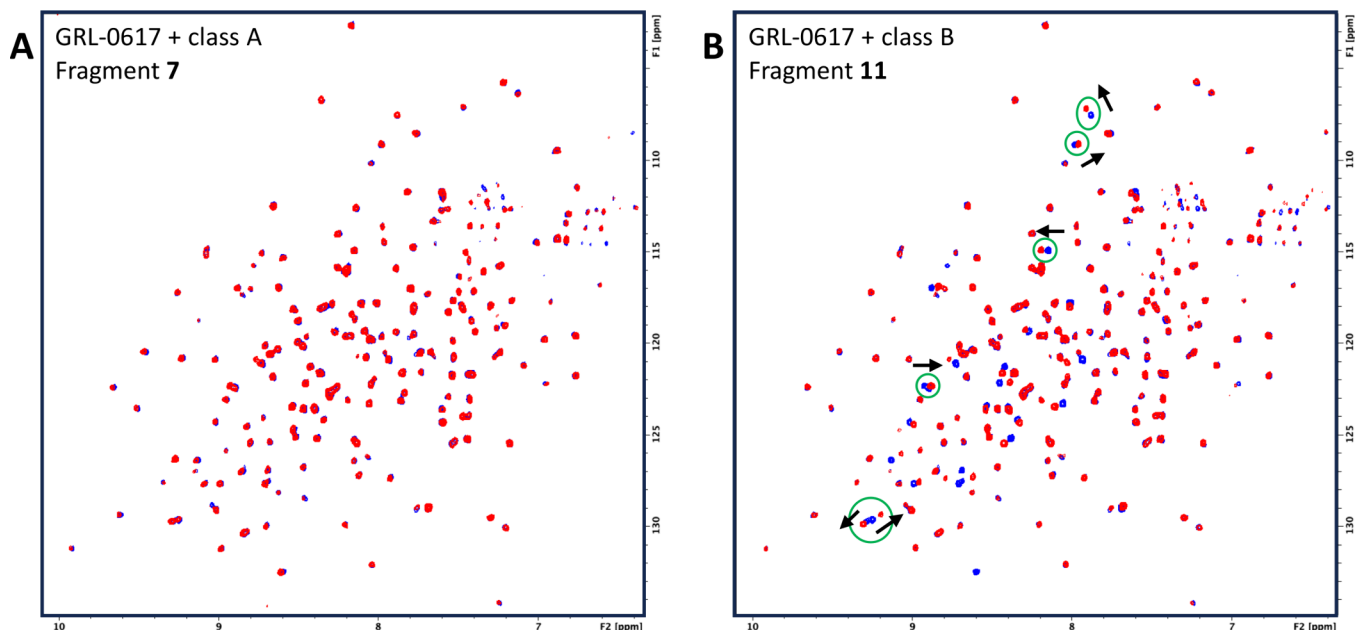 A
GRL-0617 + class A
Fragment 7
F1 [ppm]
110
115
120
125
130
10
9
8
7
F2 [ppm]
B
GRL-0617 + class B
Fragment 11
F1 [ppm]
110
115
120
125
130
10
9
8
7
F2 [ppm]